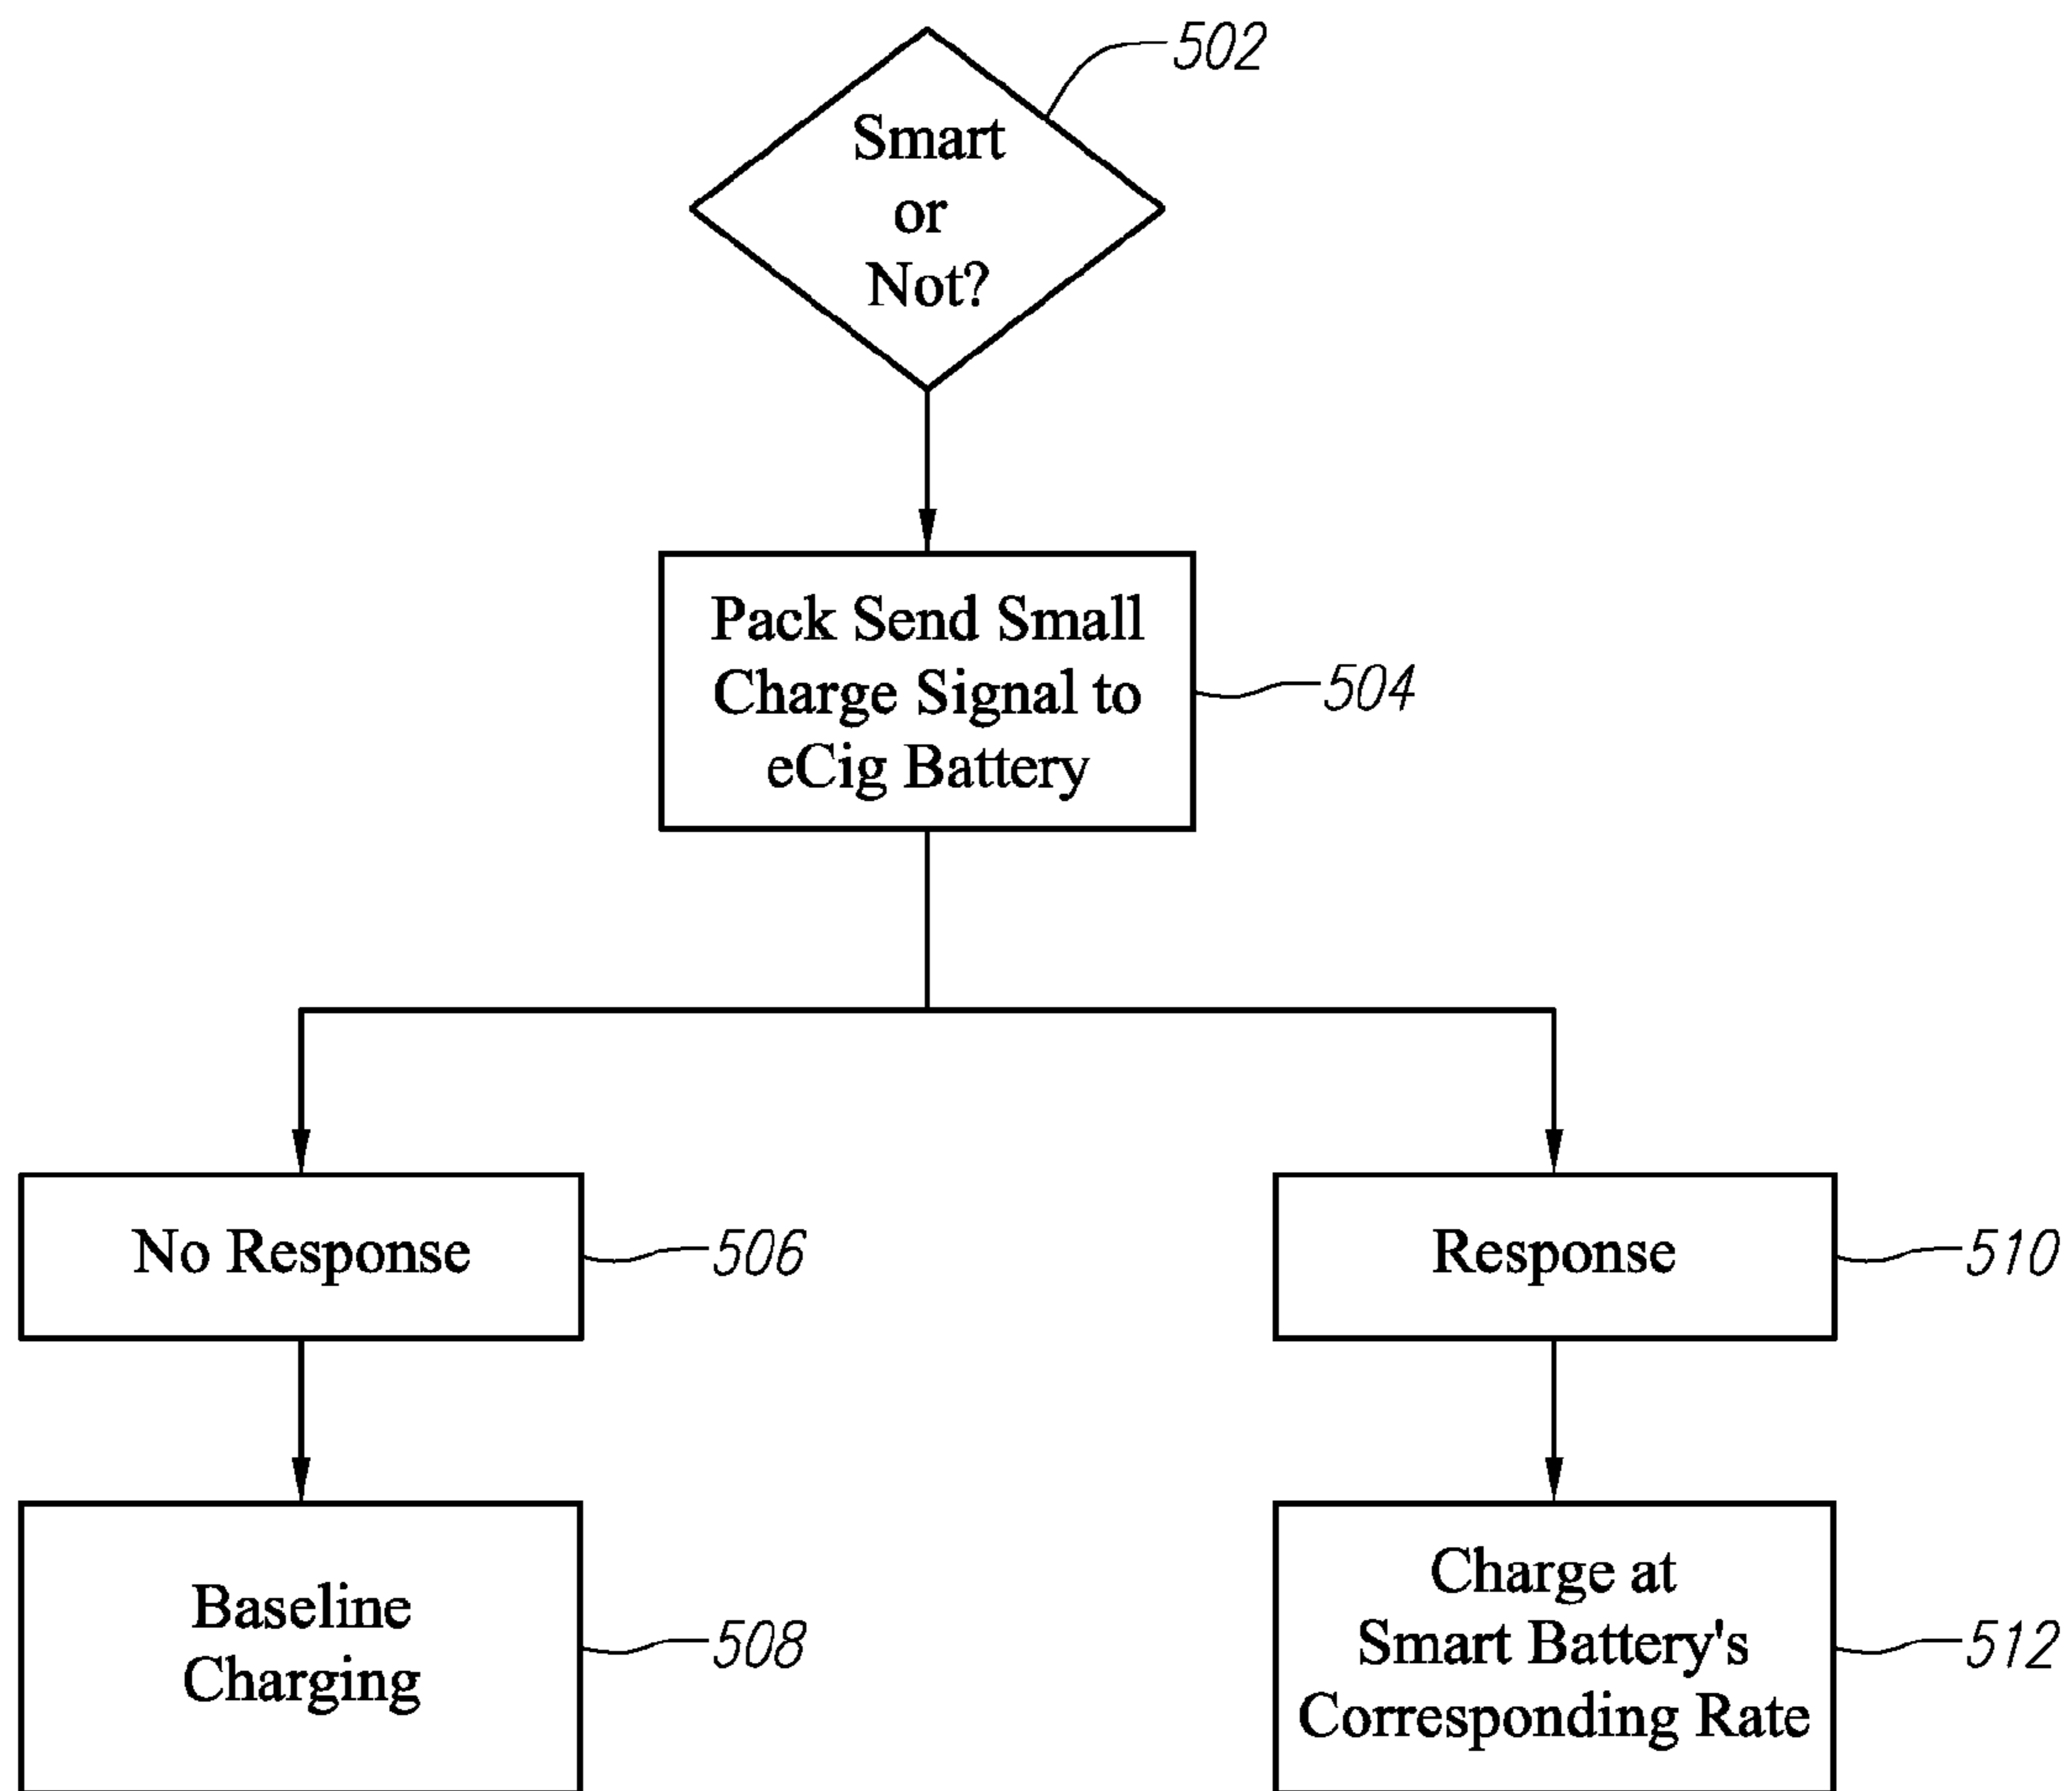 502
Smart
or
Not?
Pack Send Small
Charge Signal to
eCig Battery
504
No Response
506
Response
510
Baseline
Charging
508
Charge at
Smart Battery's
Corresponding Rate
512